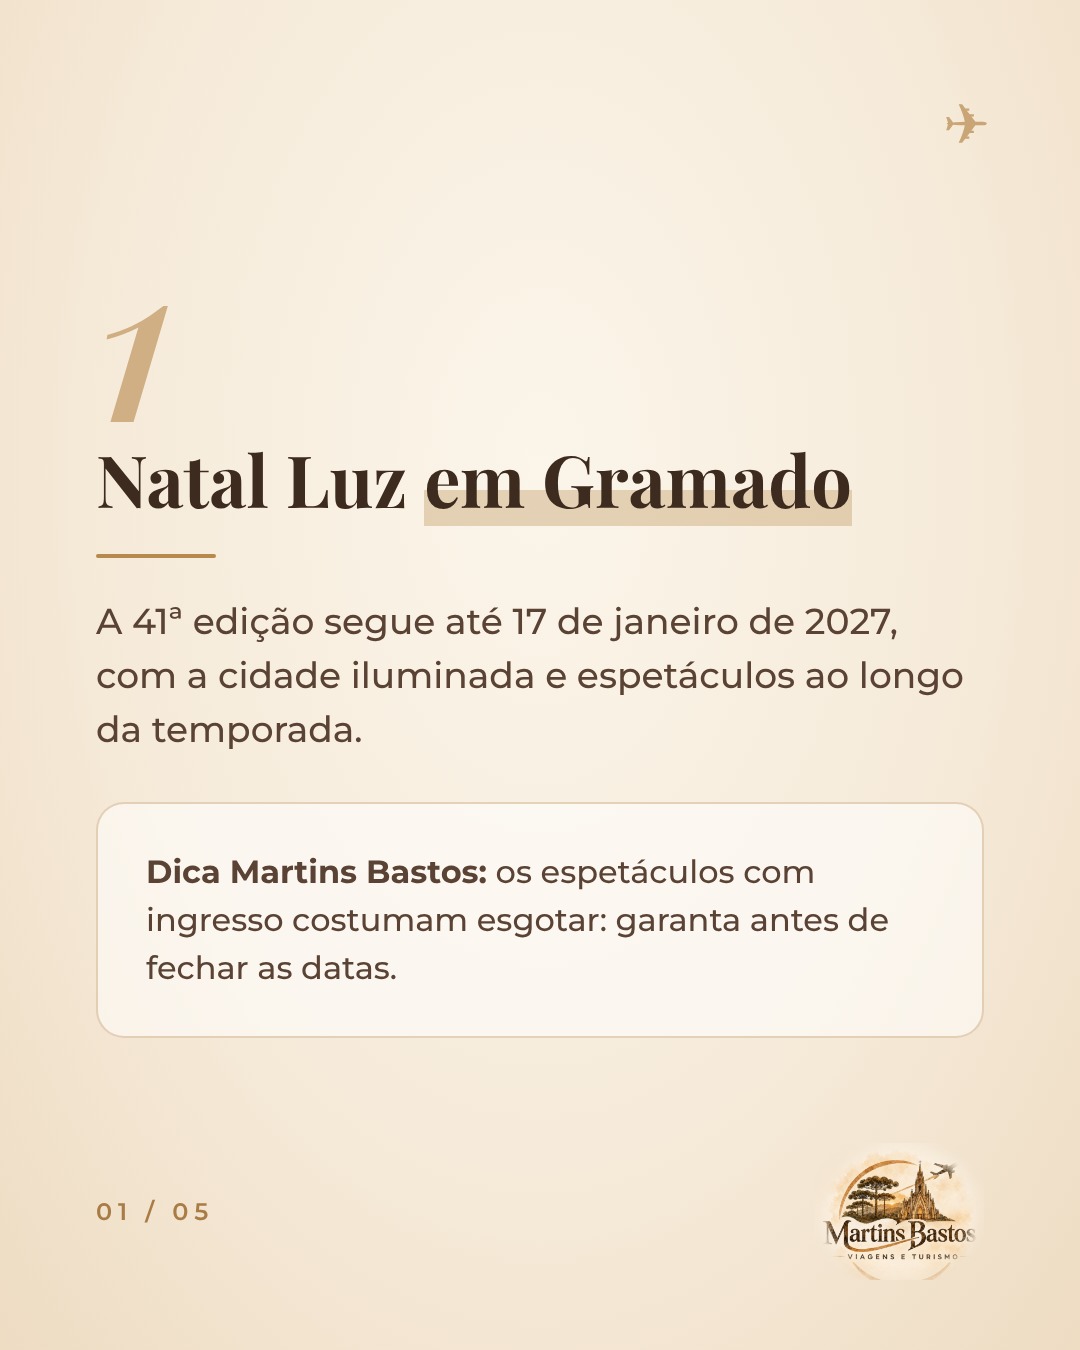 1
Natal Luz em Gramado
A 41ª edição segue até 17 de janeiro de 2027,
com a cidade iluminada e espetáculos ao longo
da temporada.
Dica Martins Bastos: os espetáculos com
ingresso costumam esgotar: garanta antes de
fechar as datas.
01 / 05
Martins Bastos
VIAGENS E TURISMO